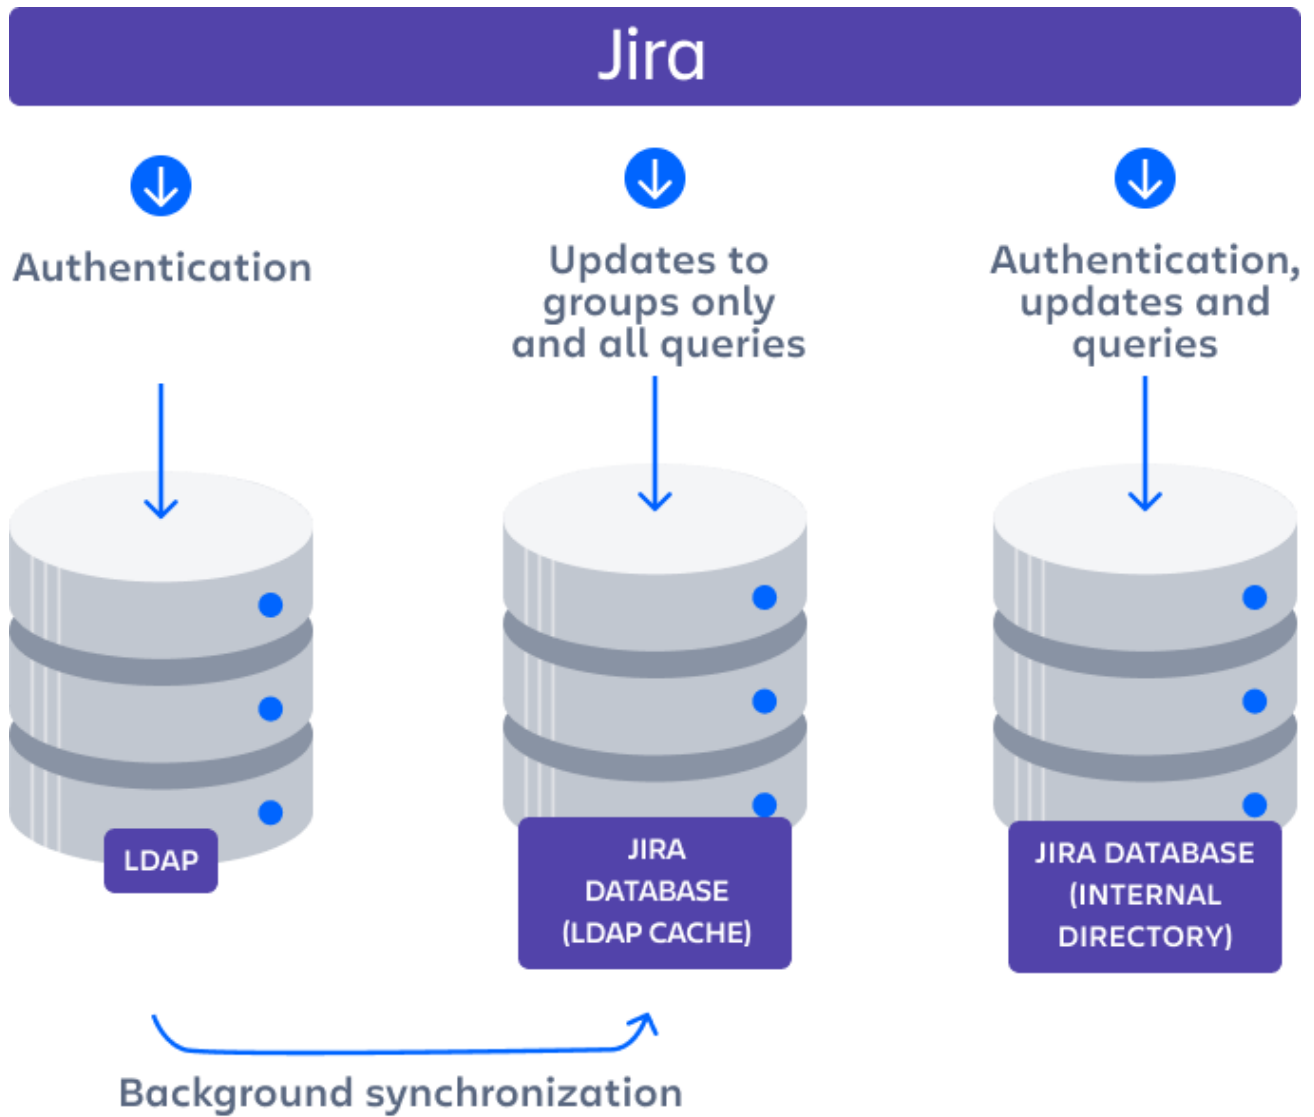 Jira
Authentication
Updates to
groups only
and all queries
Authentication,
updates and
queries
LDAP
JIRA
DATABASE
(LDAP CACHE)
JIRA DATABASE
(INTERNAL
DIRECTORY)
Background synchronization